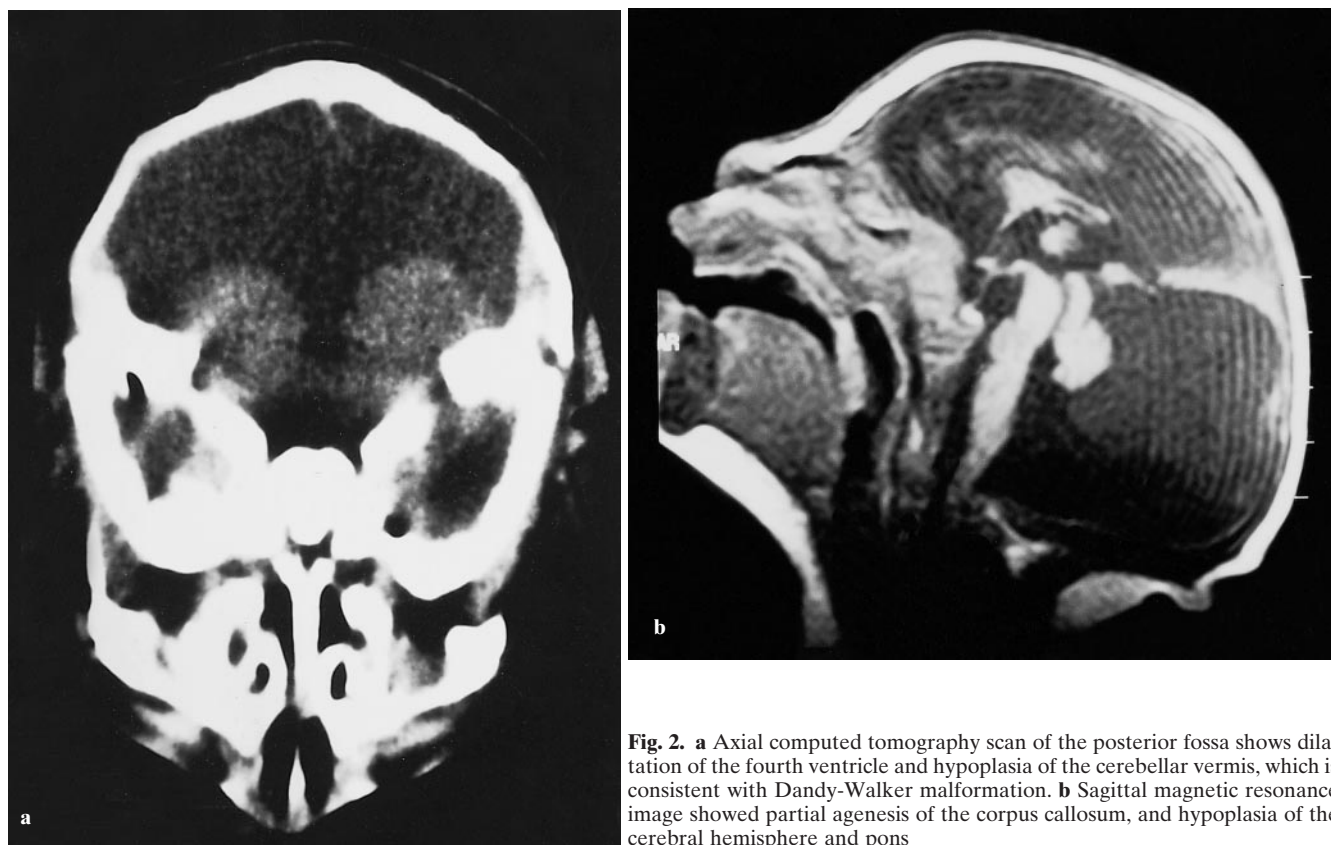 AR
a
b
Fig. 2. a Axial computed tomography scan of the posterior fossa shows dila-
tation of the fourth ventricle and hypoplasia of the cerebellar vermis, which i
consistent with Dandy-Walker malformation. b Sagittal magnetic resonance
image showed partial agenesis of the corpus callosum, and hypoplasia of the
cerebral hemisphere and pons